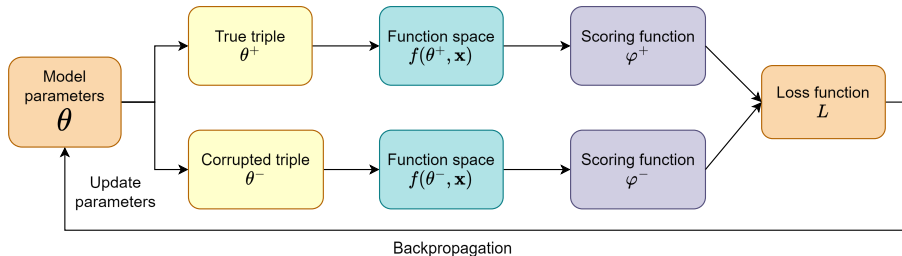 Model
parameters
θ
True triple
θ⁺
Function space
f(θ⁺, x)
Scoring function
φ⁺
Corrupted triple
θ⁻
Function space
f(θ⁻, x)
Scoring function
φ⁻
Loss function
L
Update
parameters
Backpropagation